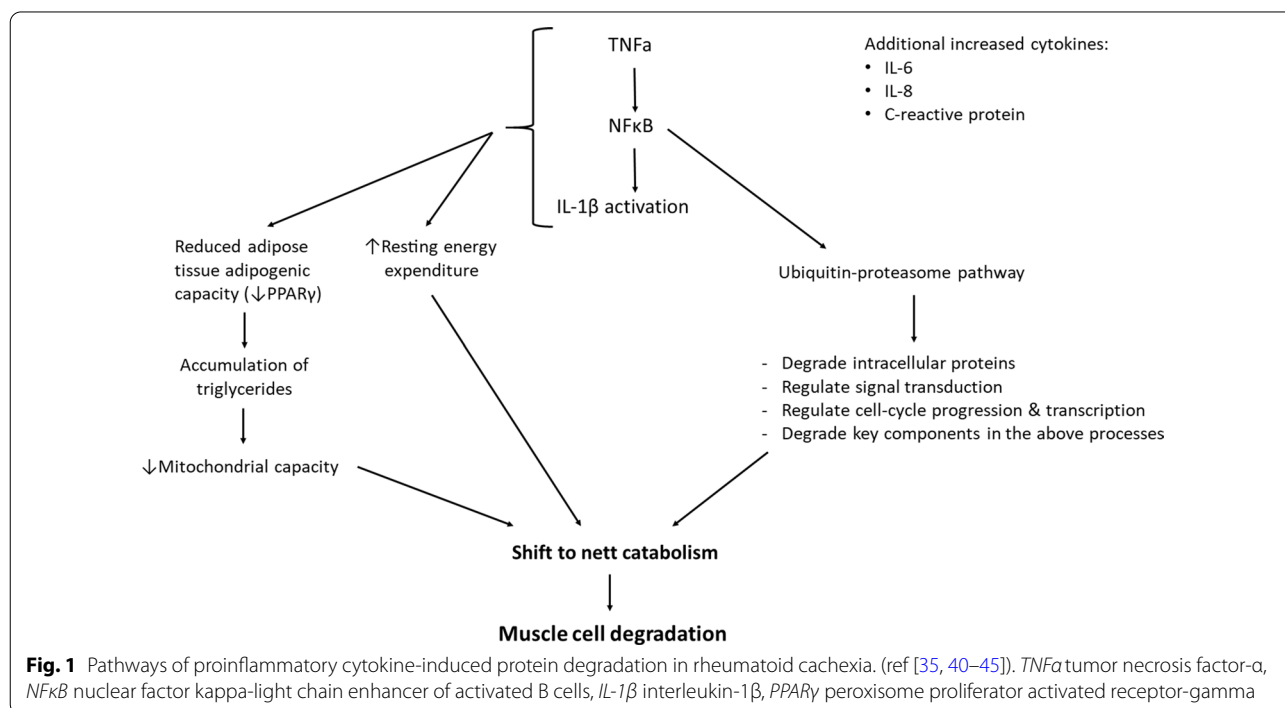 TNFa
NFκB
IL-1β activation
Additional increased cytokines:
• IL-6
• IL-8
• C-reactive protein
Reduced adipose
tissue adipogenic
capacity (↓PPARγ)
↑Resting energy
expenditure
Ubiquitin-proteasome pathway
Accumulation of
triglycerides
- Degrade intracellular proteins
- Regulate signal transduction
- Regulate cell-cycle progression & transcription
- Degrade key components in the above processes
↓Mitochondrial capacity
Shift to nett catabolism
Muscle cell degradation
Fig. 1 Pathways of proinflammatory cytokine-induced protein degradation in rheumatoid cachexia. (ref [35, 40–45]). TNFα tumor necrosis factor-α,
NFκB nuclear factor kappa-light chain enhancer of activated B cells, IL-1β interleukin-1β, PPARγ peroxisome proliferator activated receptor-gamma